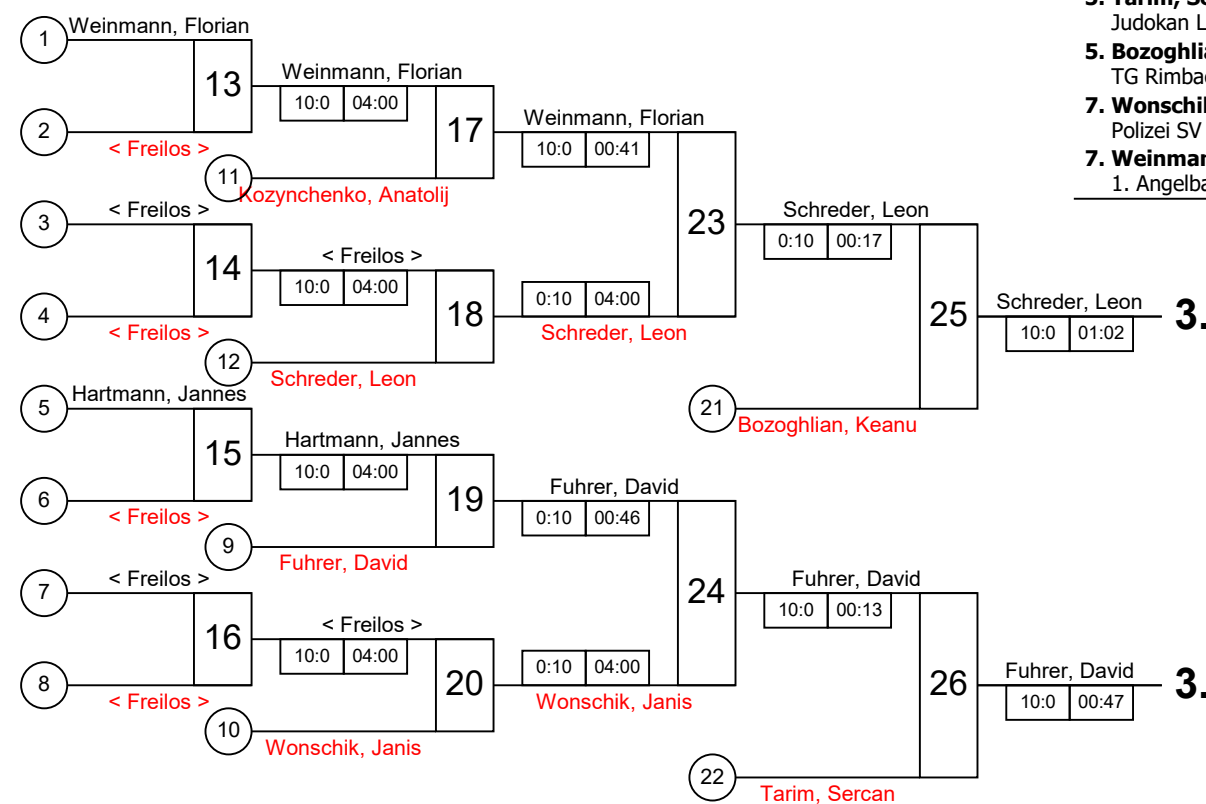 1
Weinmann, Florian
2
< Freilos >
13
Weinmann, Florian
10:0 04:00
11
Kozynchenko, Anatolij
17
Weinmann, Florian
10:0 00:41
3
< Freilos >
4
< Freilos >
14
< Freilos >
10:0 04:00
12
Schreder, Leon
18
0:10 04:00
Schreder, Leon
23
Schreder, Leon
0:10 00:17
21
Bozoghlian, Keanu
25
Schreder, Leon
10:0 01:02
3.
5
Hartmann, Jannes
6
< Freilos >
15
Hartmann, Jannes
10:0 04:00
9
Fuhrer, David
19
Fuhrer, David
0:10 00:46
7
< Freilos >
8
< Freilos >
16
< Freilos >
10:0 04:00
10
Wonschik, Janis
20
0:10 04:00
Wonschik, Janis
24
Fuhrer, David
10:0 00:13
22
Tarim, Sercan
26
Fuhrer, David
10:0 00:47
3.
Judokan L
5. Bozoghlia
TG Rimba
7. Wonschi
Polizei SV
7. Weinma
1. Angelba